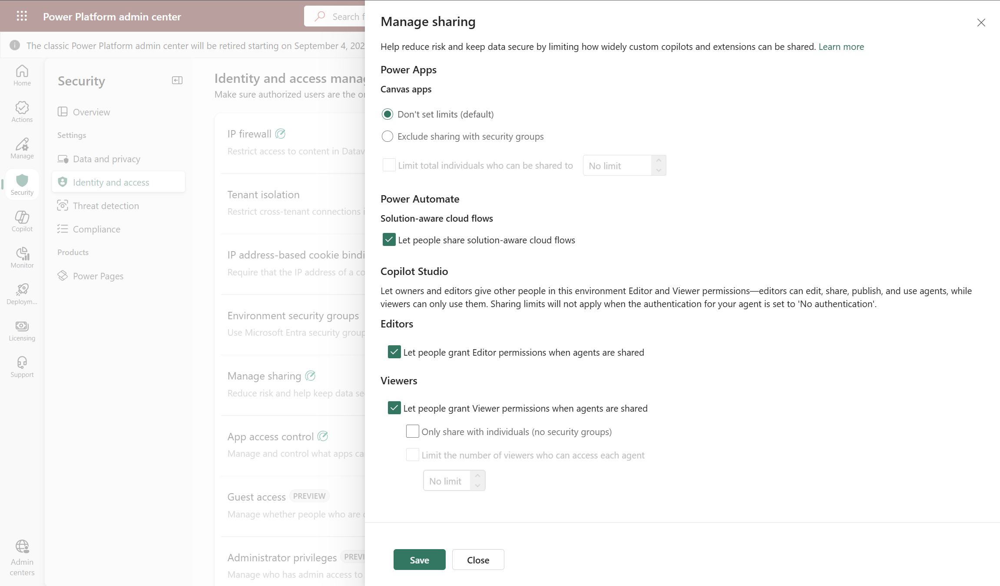 Power Platform admin center
Search f
The classic Power Platform admin center will be retired starting on September 4, 202
Home
Actions
Manage
Security
Copilot
Monitor
Deploym...
Licensing
Support
Admin
centers
Security
Overview
Settings
Data and privacy
Identity and access
Threat detection
Compliance
Products
Power Pages
Identity and access mana
Make sure authorized users are the o
IP firewall
Restrict access to content in Datav
Tenant isolation
Restrict cross-tenant connections i
IP address-based cookie bindi
Require that the IP address of a co
Environment security groups
Use Microsoft Entra security group
Manage sharing
Reduce risk and help keep data se
App access control
Manage and control what apps ca
Guest access PREVIEW
Manage whether people who are
Administrator privileges PREVI
Manage who has admin access to
Manage sharing
Help reduce risk and keep data secure by limiting how widely custom copilots and extensions can be shared. Learn more
Power Apps
Canvas apps
Don't set limits (default)
Exclude sharing with security groups
Limit total individuals who can be shared to No limit
Power Automate
Solution-aware cloud flows
Let people share solution-aware cloud flows
Copilot Studio
Let owners and editors give other people in this environment Editor and Viewer permissions—editors can edit, share, publish, and use agents, while
viewers can only use them. Sharing limits will not apply when the authentication for your agent is set to 'No authentication'.
Editors
Let people grant Editor permissions when agents are shared
Viewers
Let people grant Viewer permissions when agents are shared
Only share with individuals (no security groups)
Limit the number of viewers who can access each agent
No limit
Save
Close